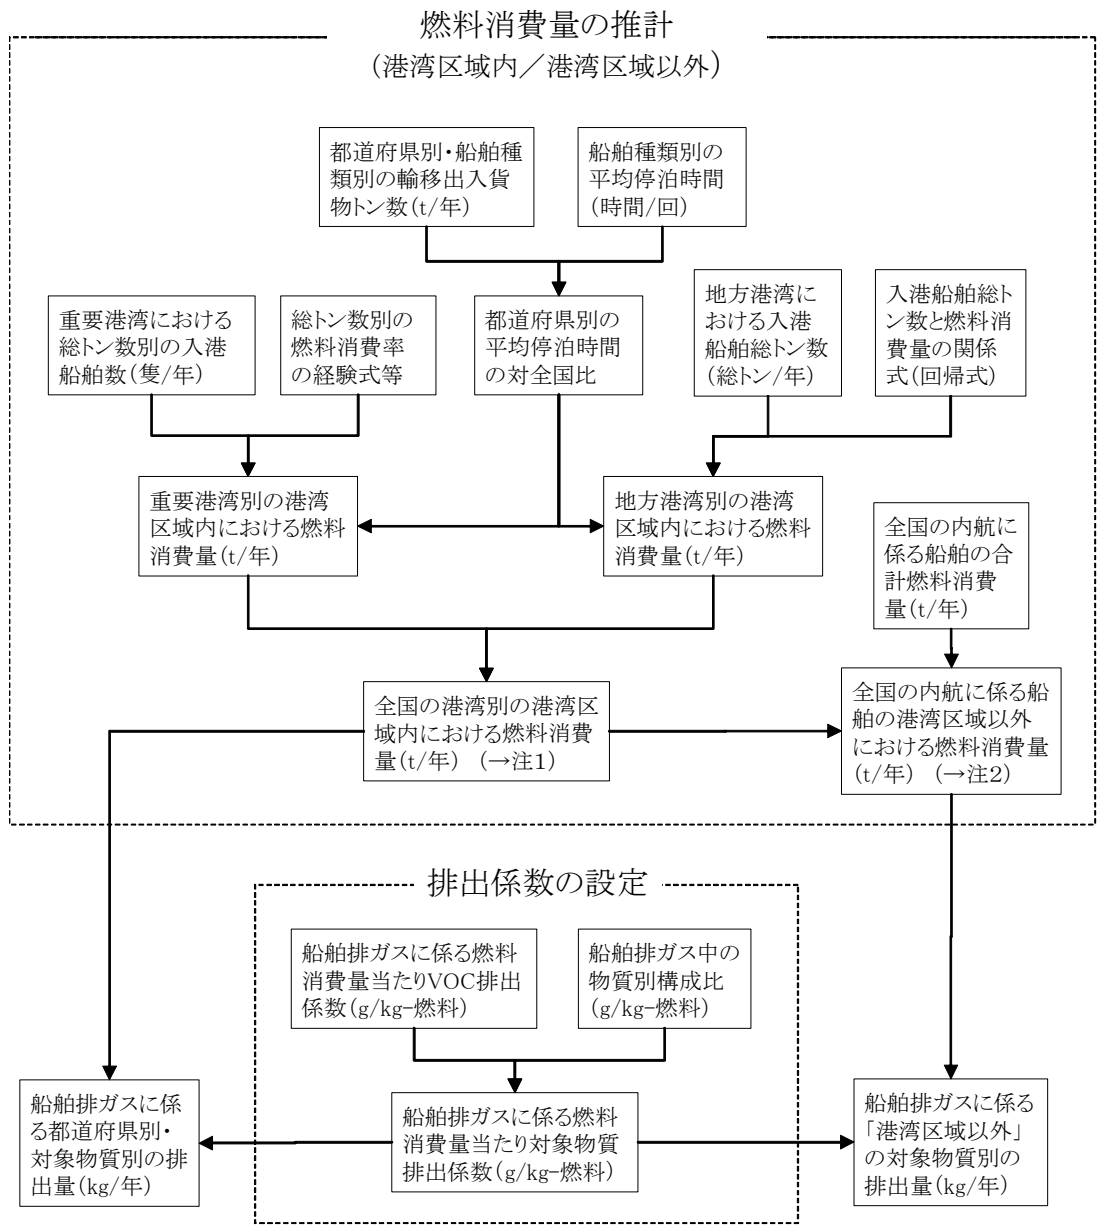 燃料消費量の推計
(港湾区域内／港湾区域以外)
都道府県別・船舶種
類別の輸移出入貨
物トン数(t/年)
船舶種類別の
平均停泊時間
(時間/回)
重要港湾における
総トン数別の入港
船舶数(隻/年)
総トン数別の
燃料消費率
の経験式等
都道府県別の
平均停泊時間
の対全国比
地方港湾に
おける入港
船舶総トン数
(総トン/年)
入港船舶総ト
ン数と燃料消
費量の関係
式(回帰式)
重要港湾別の港湾
区域内における燃料
消費量(t/年)
地方港湾別の港湾
区域内における燃料
消費量(t/年)
全国の内航に
係る船舶の合
計燃料消費
量(t/年)
全国の港湾別の港湾区
域内における燃料消費
量(t/年) (→注1)
全国の内航に係る船
舶の港湾区域以外
における燃料消費量
(t/年) (→注2)
排出係数の設定
船舶排ガスに係る燃料
消費量当たりVOC排出
係数(g/kg-燃料)
船舶排ガス中の
物質別構成比
(g/kg-燃料)
船舶排ガスに係
る都道府県別・
対象物質別の排
出量(kg/年)
船舶排ガスに係る燃料
消費量当たり対象物質
排出係数(g/kg-燃料)
船舶排ガスに係る
「港湾区域以外」
の対象物質別の
排出量(kg/年)